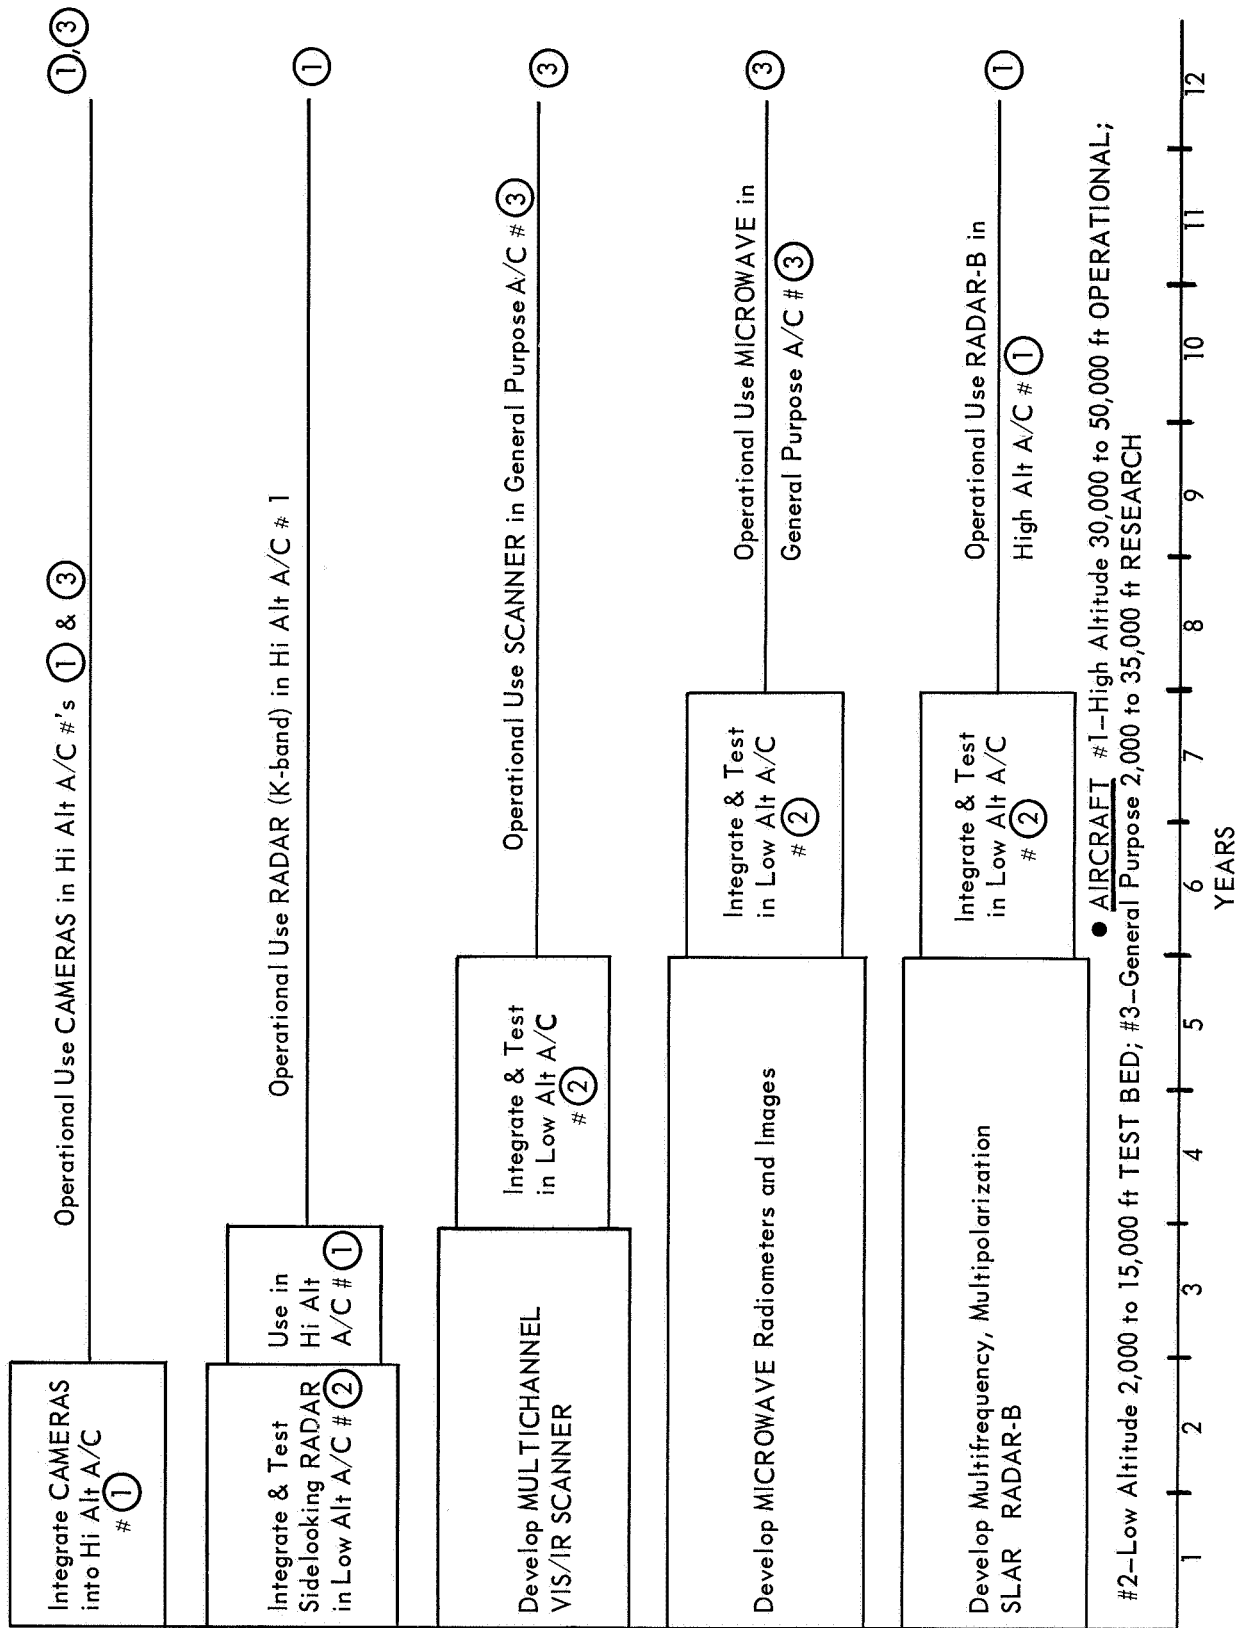 Integrate CAMERAS
into Hi Alt A/C
# 1
Operational Use CAMERAS in Hi Alt A/C #'s 1 & 3
1,3
Integrate & Test
Sidelooking RADAR
in Low Alt A/C # 2
Use in
Hi Alt
A/C # 1
Operational Use RADAR (K-band) in Hi Alt A/C # 1
1
Develop MULTICHANNEL
VIS/IR SCANNER
Integrate & Test
in Low Alt A/C
# 2
Operational Use SCANNER in General Purpose A/C # 3
3
Develop MICROWAVE Radiometers and Images
Integrate & Test
in Low Alt A/C
# 2
Operational Use MICROWAVE in
General Purpose A/C # 3
3
Develop Multifrequency, Multipolarization
SLAR RADAR-B
Integrate & Test
in Low Alt A/C
# 2
Operational Use RADAR-B in
High Alt A/C # 1
1
● AIRCRAFT #1–High Altitude 30,000 to 50,000 ft OPERATIONAL;
#2–Low Altitude 2,000 to 15,000 ft TEST BED; #3–General Purpose 2,000 to 35,000 ft RESEARCH
1 2 3 4 5 6 7 8 9 10 11 12
YEARS